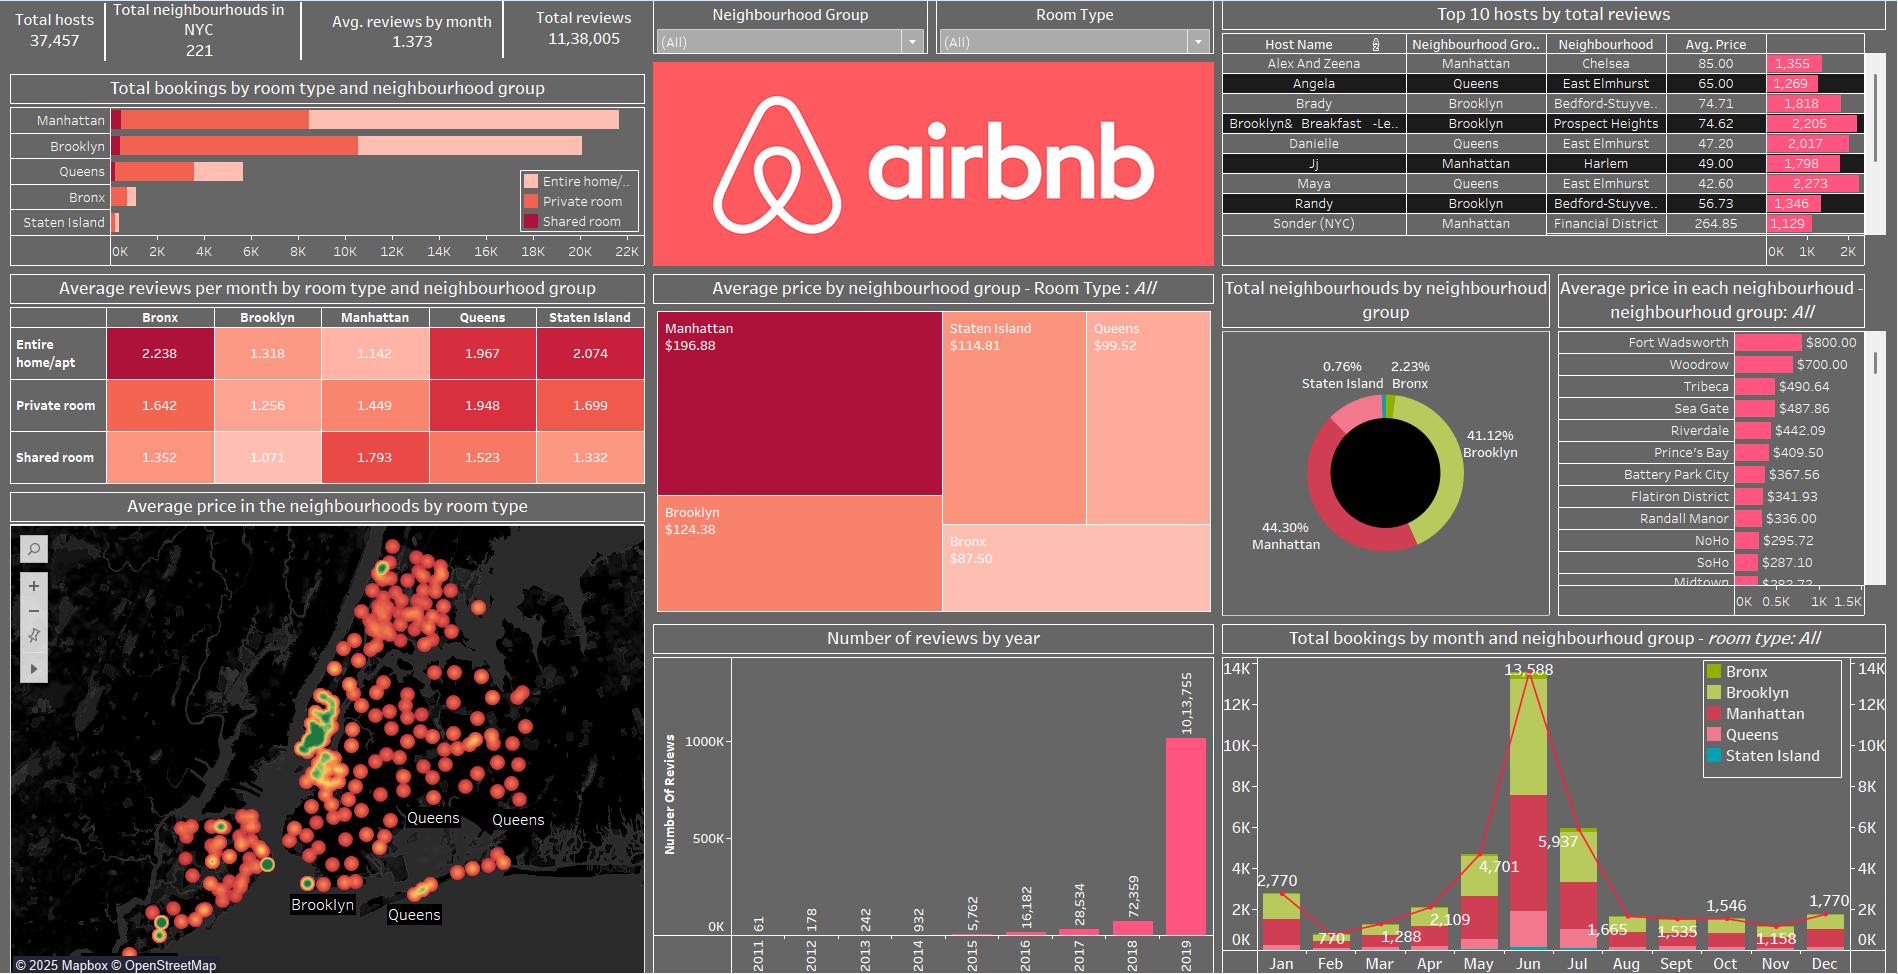 Total hosts
37,457
Total neighbourhouds in
NYC
221
Avg. reviews by month
1.373
Total reviews
11,38,005
Neighbourhood Group
(All)
Room Type
(All)
Top 10 hosts by total reviews
Host Name Neighbourhood Gro.. Neighbourhood Avg. Price
Alex And Zeena Manhattan Chelsea 85.00 1,355
Angela Queens East Elmhurst 65.00 1,269
Brady Brooklyn Bedford-Stuyve.. 74.71 1,818
Brooklyn& Breakfast -Le.. Brooklyn Prospect Heights 74.62 2,205
Danielle Queens East Elmhurst 47.20 2,017
Jj Manhattan Harlem 49.00 1,798
Maya Queens East Elmhurst 42.60 2,273
Randy Brooklyn Bedford-Stuyve.. 56.73 1,346
Sonder (NYC) Manhattan Financial District 264.85 1,129
0K 1K 2K
Total bookings by room type and neighbourhood group
Manhattan
Brooklyn
Queens
Bronx
Staten Island
Entire home/..
Private room
Shared room
0K 2K 4K 6K 8K 10K 12K 14K 16K 18K 20K 22K
airbnb
Average reviews per month by room type and neighbourhood group
Bronx Brooklyn Manhattan Queens Staten Island
Entire
home/apt
2.238 1.318 1.142 1.967 2.074
Private room 1.642 1.256 1.449 1.948 1.699
Shared room 1.352 1.071 1.793 1.523 1.332
Average price by neighbourhood group - Room Type : All
Manhattan
$196.88
Staten Island
$114.81
Queens
$99.52
Brooklyn
$124.38
Bronx
$87.50
Total neighbourhouds by neighbourhoud
group
0.76%
Staten Island
2.23%
Bronx
41.12%
Brooklyn
44.30%
Manhattan
Average price in each neighbourhoud -
neighbourhoud group: All
Fort Wadsworth $800.00
Woodrow $700.00
Tribeca $490.64
Sea Gate $487.86
Riverdale $442.09
Prince's Bay $409.50
Battery Park City $367.56
Flatiron District $341.93
Randall Manor $336.00
NoHo $295.72
SoHo $287.10
Midtown $282.72
0K 0.5K 1K 1.5K
Average price in the neighbourhoods by room type
Queens
Queens
Brooklyn
Queens
© 2025 Mapbox © OpenStreetMap
Number of reviews by year
Number Of Reviews
1000K
500K
0K
61
178
242
932
5,762
16,182
28,534
72,359
10,13,755
2011 2012 2013 2014 2015 2016 2017 2018 2019
Total bookings by month and neighbourhoud group - room type: All
14K
12K
10K
8K
6K
4K
2K
0K
2,770
770
1,288
2,109
4,701
13,588
5,937
1,665
1,535
1,546
1,158
1,770
Bronx
Brooklyn
Manhattan
Queens
Staten Island
14K
12K
10K
8K
6K
4K
2K
0K
Jan Feb Mar Apr May Jun Jul Aug Sept Oct Nov Dec